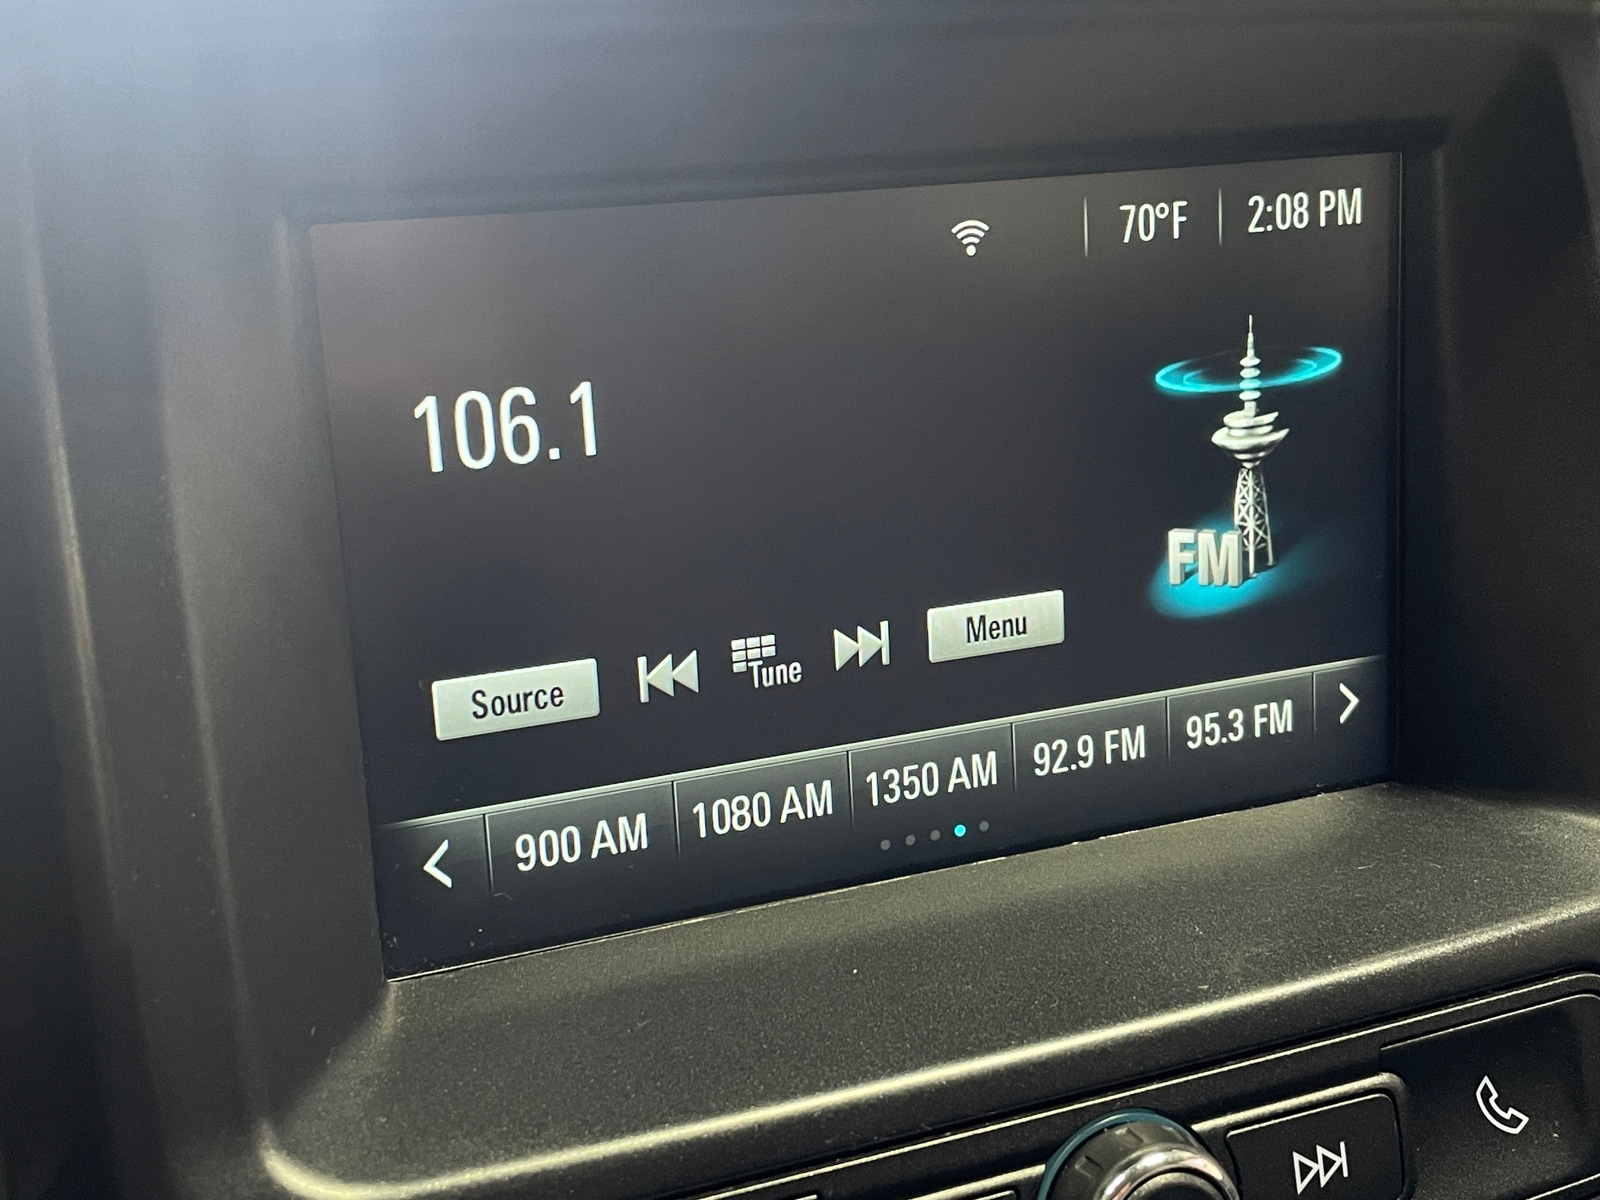 70°F 2:08 PM
106.1
FM
Source Tune Menu
900 AM 1080 AM 1350 AM 92.9 FM 95.3 FM